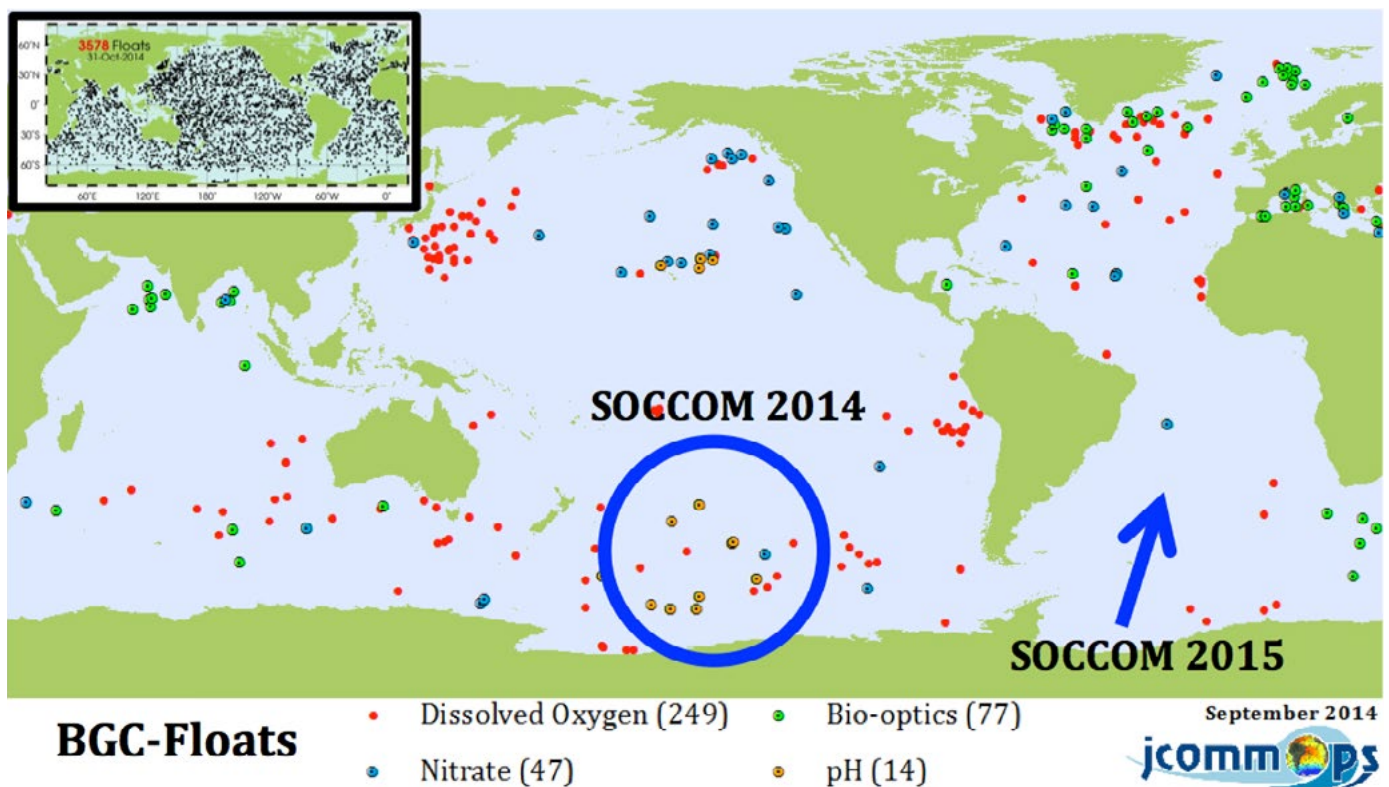 3578 Floats
31-Oct-2014
60°N
30°N
0°
30°S
60°S
60°E 120°E 180° 120°W 60°W 0°
SOCCOM 2014
SOCCOM 2015
BGC-Floats
Dissolved Oxygen (249)
Bio-optics (77)
Nitrate (47)
pH (14)
September 2014
jcommops